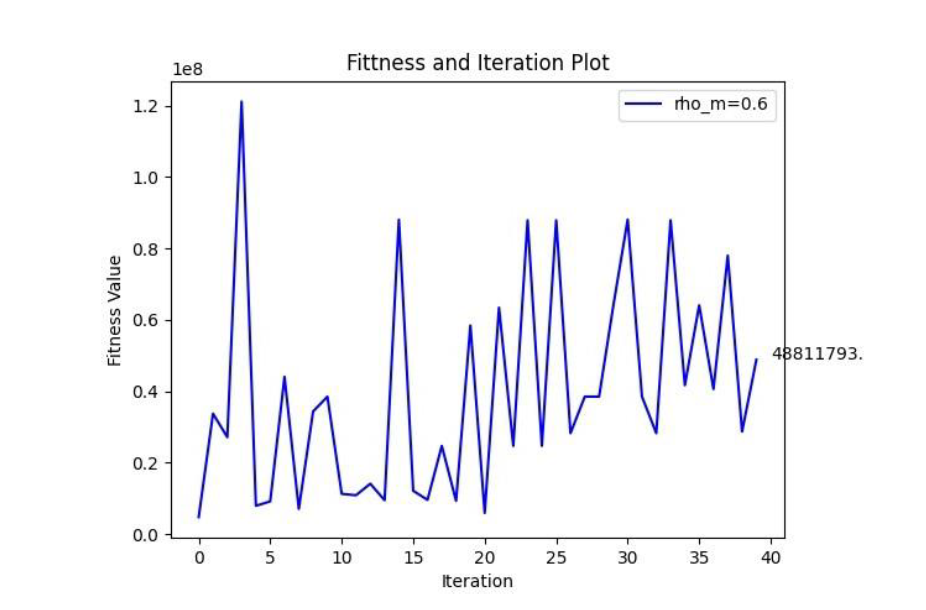 Fittness and Iteration Plot
1e8
rho_m=0.6
1.2
1.0
0.8
0.6
0.4
0.2
0.0
Fitness Value
48811793.
0 5 10 15 20 25 30 35 40
Iteration